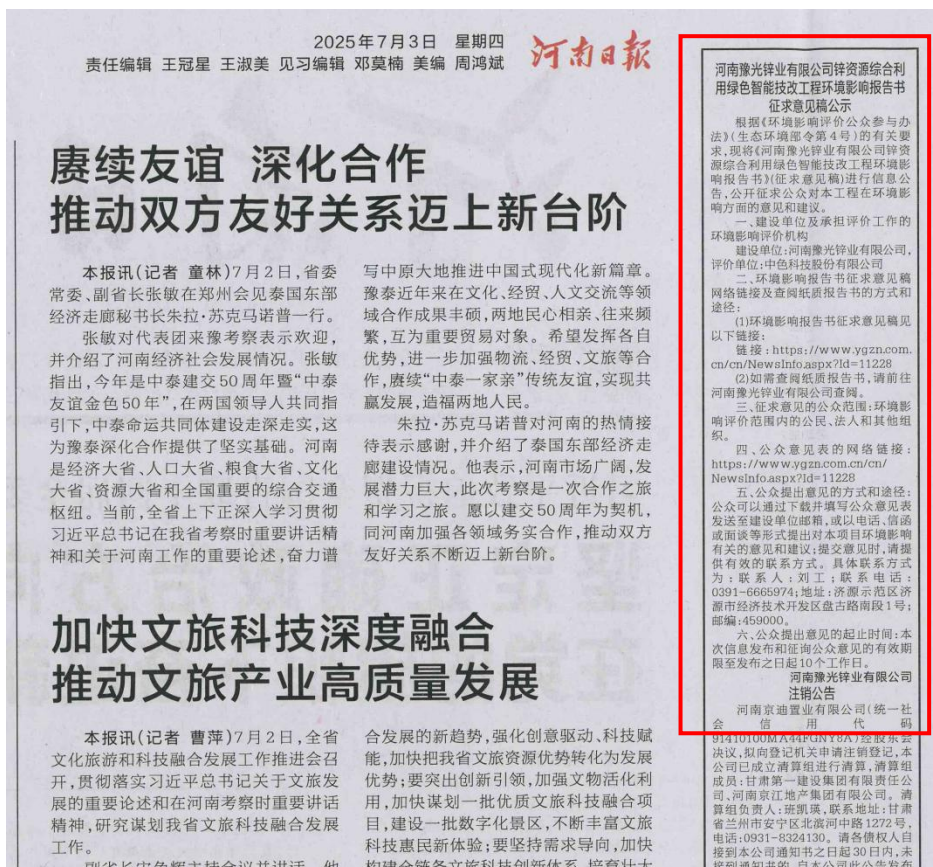 2025年7月3日 星期四
责任编辑 王冠星 王淑美 见习编辑 邓莫楠 美编 周鸿斌
河南日报
赓续友谊 深化合作
推动双方友好关系迈上新台阶
本报讯(记者 童林)7月2日,省委
常委、副省长张敏在郑州会见泰国东部
经济走廊秘书长朱拉·苏克马诺普一行。
张敏对代表团来豫考察表示欢迎,
并介绍了河南经济社会发展情况。张敏
指出,今年是中泰建交50周年暨“中泰
友谊金色50年”,在两国领导人共同指
引下,中泰命运共同体建设走深走实,这
为豫泰深化合作提供了坚实基础。河南
是经济大省、人口大省、粮食大省、文化
大省、资源大省和全国重要的综合交通
枢纽。当前,全省上下正深入学习贯彻
习近平总书记在我省考察时重要讲话精
神和关于河南工作的重要论述,奋力谱
写中原大地推进中国式现代化新篇章。
豫泰近年来在文化、经贸、人文交流等领
域合作成果丰硕,两地民心相亲、往来频
繁,互为重要贸易对象。希望发挥各自
优势,进一步加强物流、经贸、文旅等合
作,赓续“中泰一家亲”传统友谊,实现共
赢发展,造福两地人民。
朱拉·苏克马诺普对河南的热情接
待表示感谢,并介绍了泰国东部经济走
廊建设情况。他表示,河南市场广阔,发
展潜力巨大,此次考察是一次合作之旅
和学习之旅。愿以建交50周年为契机,
同河南加强各领域务实合作,推动双方
友好关系不断迈上新台阶。
加快文旅科技深度融合
推动文旅产业高质量发展
本报讯(记者 曹萍)7月2日,全省
文化旅游和科技融合发展工作推进会召
开,贯彻落实习近平总书记关于文旅发
展的重要论述和在河南考察时重要讲话
精神,研究谋划我省文旅科技融合发展
工作。
合发展的新趋势,强化创意驱动、科技赋
能,加快把我省文旅资源优势转化为发展
优势;要突出创新引领,加强文物活化利
用,加快谋划一批优质文旅科技融合项
目,建设一批数字化景区,不断丰富文旅
科技惠民新体验;要坚持需求导向,加快
河南豫光锌业有限公司锌资源综合利
用绿色智能技改工程环境影响报告书
征求意见稿公示
根据《环境影响评价公众参与办
法》(生态环境部令第4号)的有关要
求,现将《河南豫光锌业有限公司锌资
源综合利用绿色智能技改工程环境影
响报告书》(征求意见稿)进行信息公
告,公开征求公众对本工程在环境影
响方面的意见和建议。
一、建设单位及承担评价工作的
环境影响评价机构
建设单位:河南豫光锌业有限公司,
评价单位:中色科技股份有限公司
二、环境影响报告书征求意见稿
网络链接及查阅纸质报告书的方式和
途径:
(1)环境影响报告书征求意见稿见
以下链接:
链接:https://www.ygzn.com.
cn/cn/NewsInfo.aspx?Id=11228
(2)如需查阅纸质报告书,请前往
河南豫光锌业有限公司查阅。
三、征求意见的公众范围:环境影
响评价范围内的公民、法人和其他组
织。
四、公众意见表的网络链接:
https://www.ygzn.com.cn/cn/
NewsInfo.aspx?Id=11228
五、公众提出意见的方式和途径:
公众可以通过下载并填写公众意见表
发送至建设单位邮箱,或以电话、信函
或面谈等形式提出对本项目环境影响
有关的意见和建议;提交意见时,请提
供有效的联系方式。具体联系方式
为:联系人:刘工;联系电话:
0391-6665974;地址:济源示范区济
源市经济技术开发区盘古路南段1号;
邮编:459000。
六、公众提出意见的起止时间:本
次信息发布和征询公众意见的有效期
限至发布之日起10个工作日。
河南豫光锌业有限公司
注销公告
河南京迪置业有限公司(统一社
会信用代码
91410100MA44FGNY8A)经股东会
决议,拟向登记机关申请注销登记,本
公司已成立清算组进行清算,清算组
成员:甘肃第一建设集团有限责任公
司、河南京江地产集团有限公司。清
算组负责人:班凯英,联系地址:甘肃
省兰州市安宁区北滨河中路1272号,
电话:0931-8324130。请各债权人自
接到本公司通知书之日起30日内,未